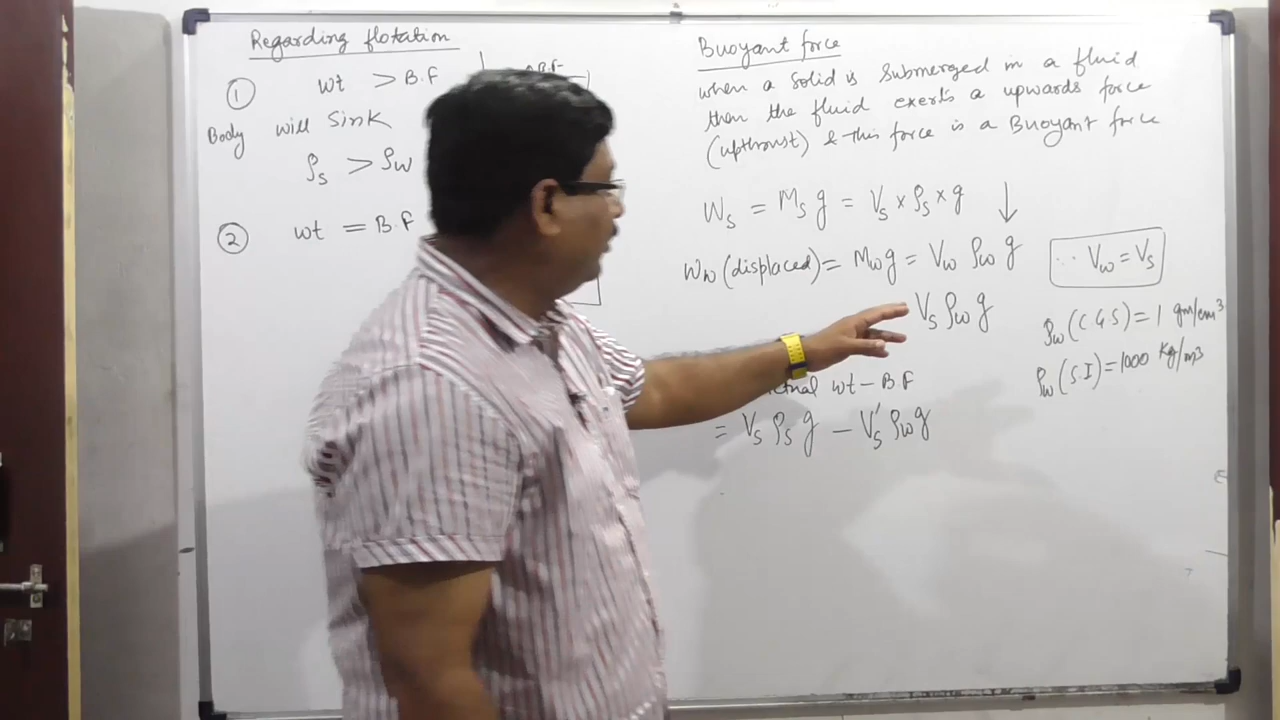 Regarding flotation
① wt > B.F
Body will sink
ρs > ρw
② wt = B.F
B.F
Buoyant force
when a solid is submerged in a fluid
then the fluid exerts a upwards force
(upthrust) & this force is a Buoyant force
Ws = Ms g = Vs × ρs × g ↓
Ww (displaced) = Mw g = Vw ρw g
∵ Vw = Vs
Vs ρw g
ρw (C.G.S) = 1 gm/cm³
ρw (S.I) = 1000 Kg/m3
wt - B.F
= Vs ρs g - Vs' ρw g